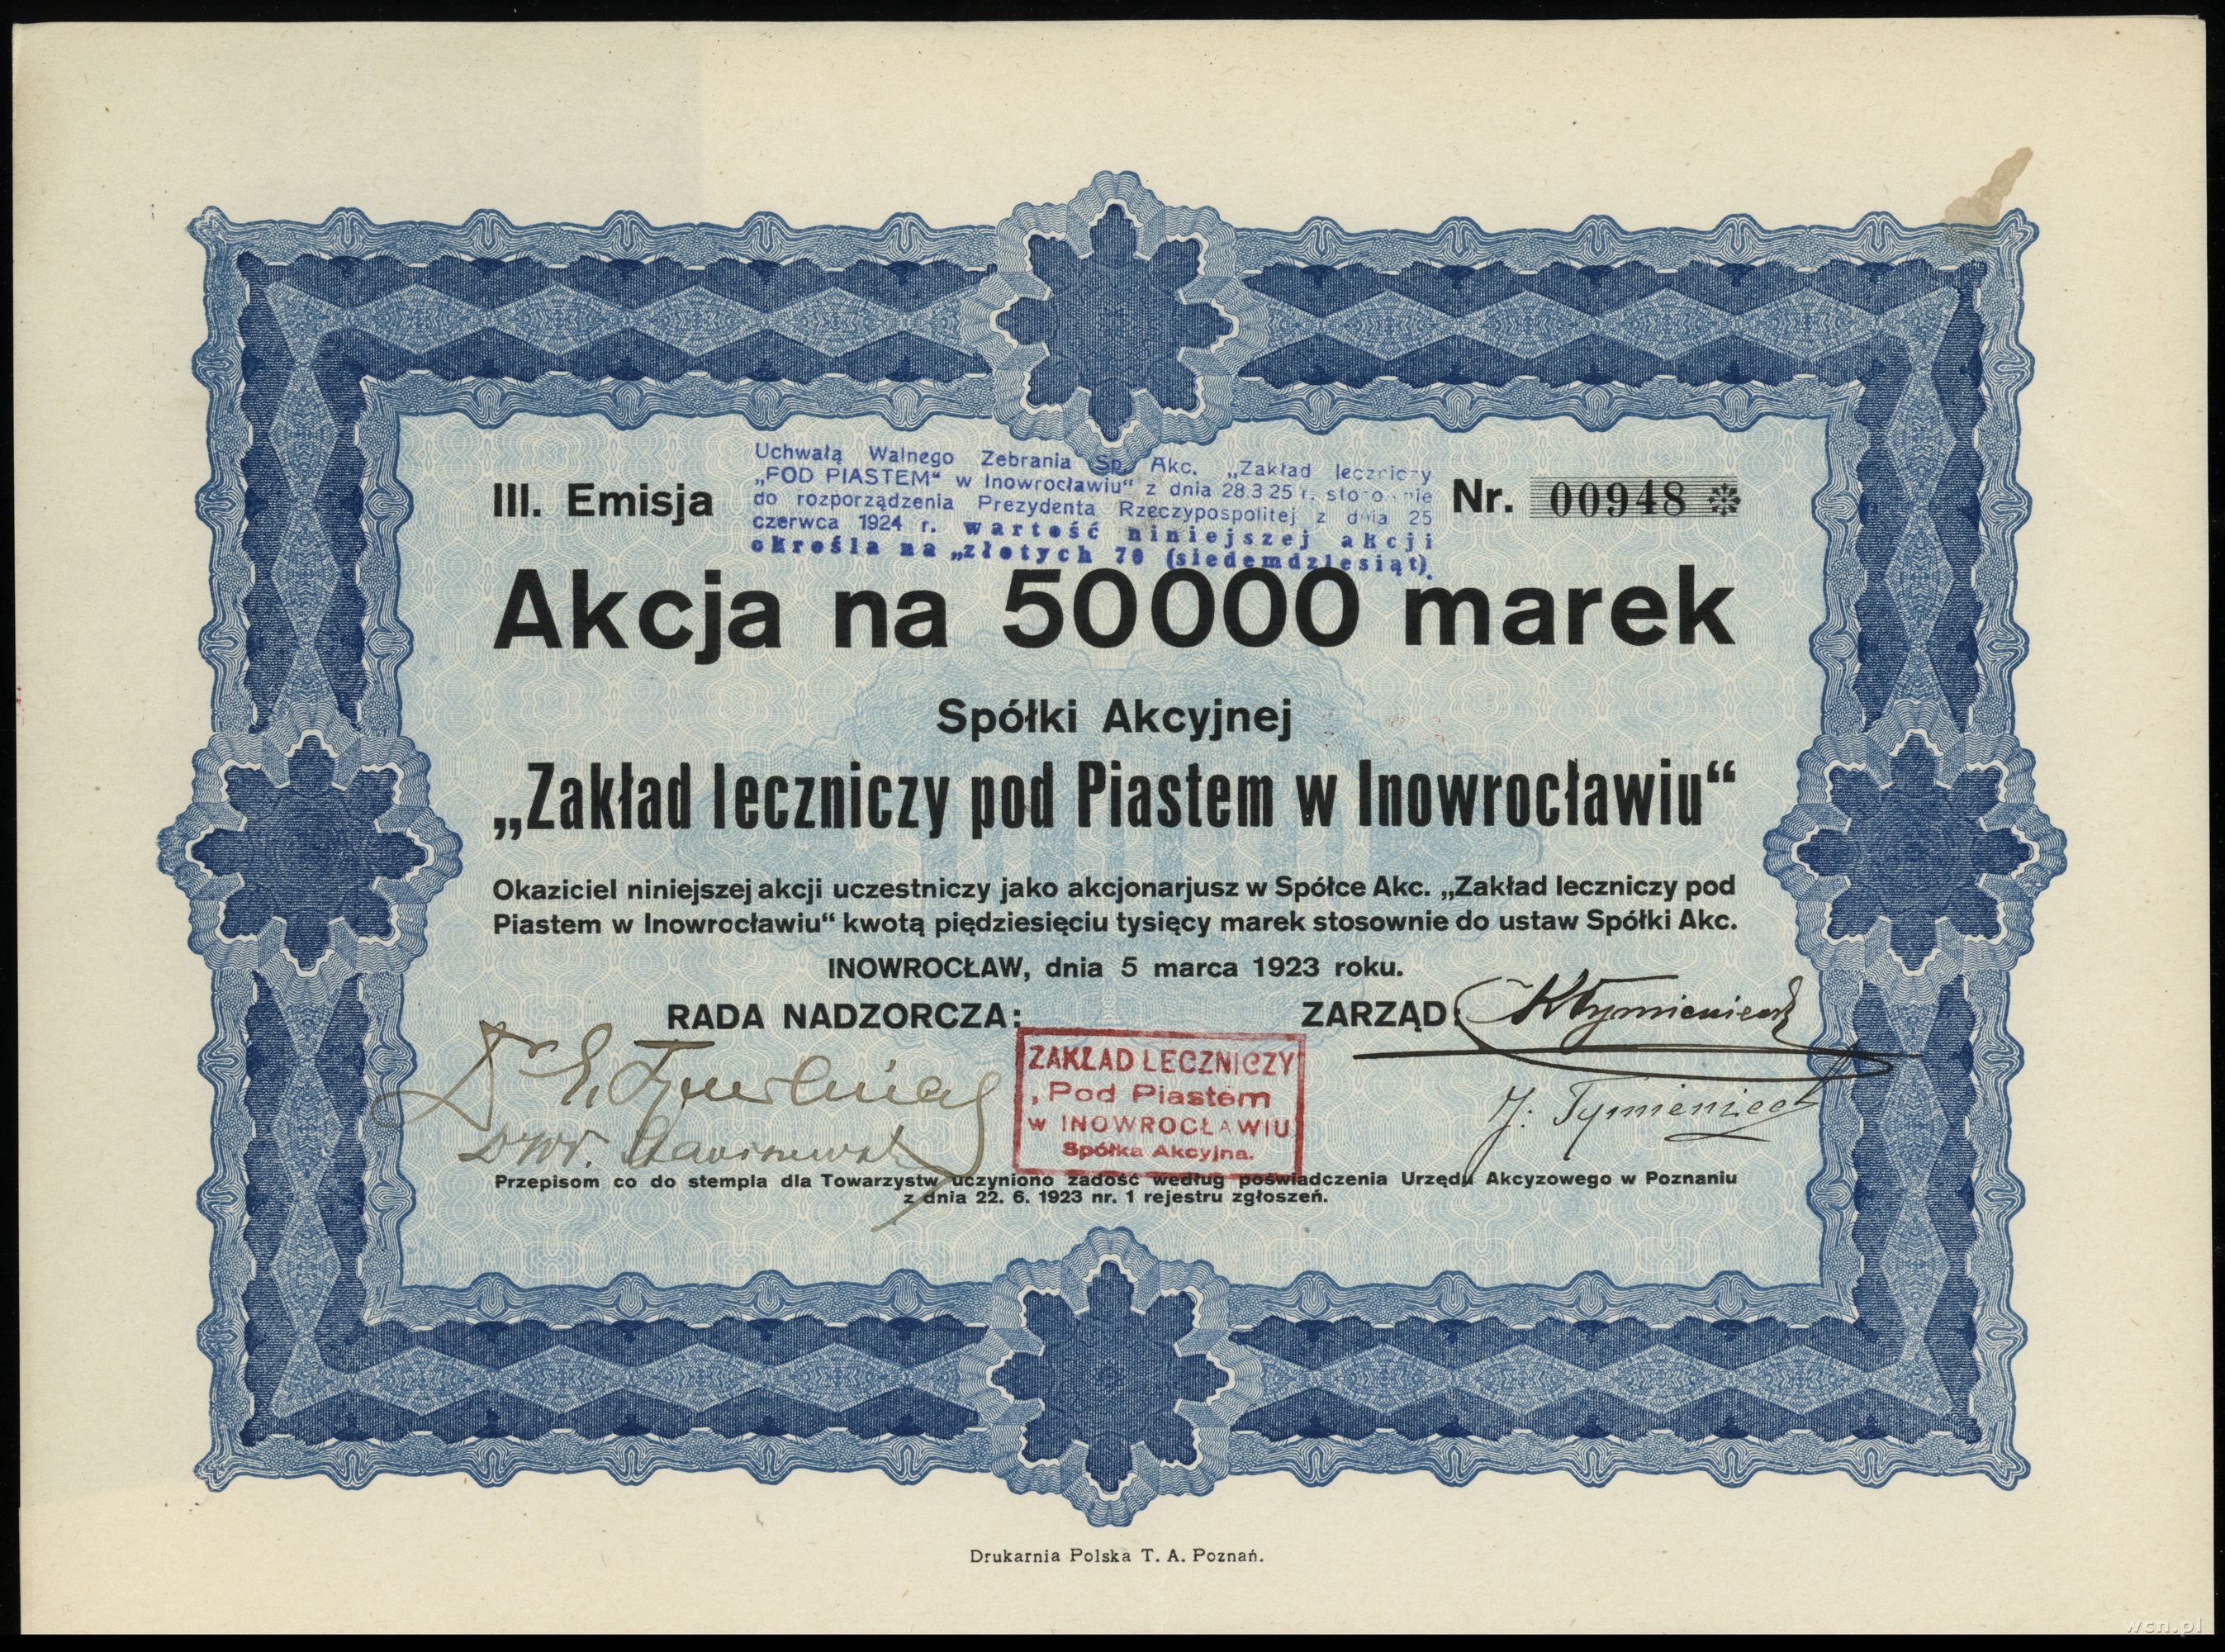 Uchwałą Walnego Zebrania Sp. Akc. „Zakład leczniczy
„POD PIASTEM“ w Inowrocławiu“ z dnia 28.3 25 r. stosownie
do rozporządzenia Prezydenta Rzeczypospolitej z dnia 25
czerwca 1924 r. wartość niniejszej akcji
określa na „złotych 70 (siedemdziesiąt).
III. Emisja
Nr. 00948
Akcja na 50000 marek
Spółki Akcyjnej
„Zakład leczniczy pod Piastem w Inowrocławiu“
Okaziciel niniejszej akcji uczestniczy jako akcjonarjusz w Spółce Akc. „Zakład leczniczy pod
Piastem w Inowrocławiu“ kwotą piędziesięciu tysięcy marek stosownie do ustaw Spółki Akc.
INOWROCŁAW, dnia 5 marca 1923 roku.
RADA NADZORCZA:
ZARZĄD:
Dr
J. Tymieniecka
ZAKŁAD LECZNICZY
„Pod Piastem
w INOWROCŁAWIU
Spółka Akcyjna.
Przepisom co do stempla dla Towarzystw uczyniono zadość według poświadczenia Urzędu Akcyzowego w Poznaniu
z dnia 22. 6. 1923 nr. 1 rejestru zgłoszeń.
Drukarnia Polska T. A. Poznań.
wcn.pl